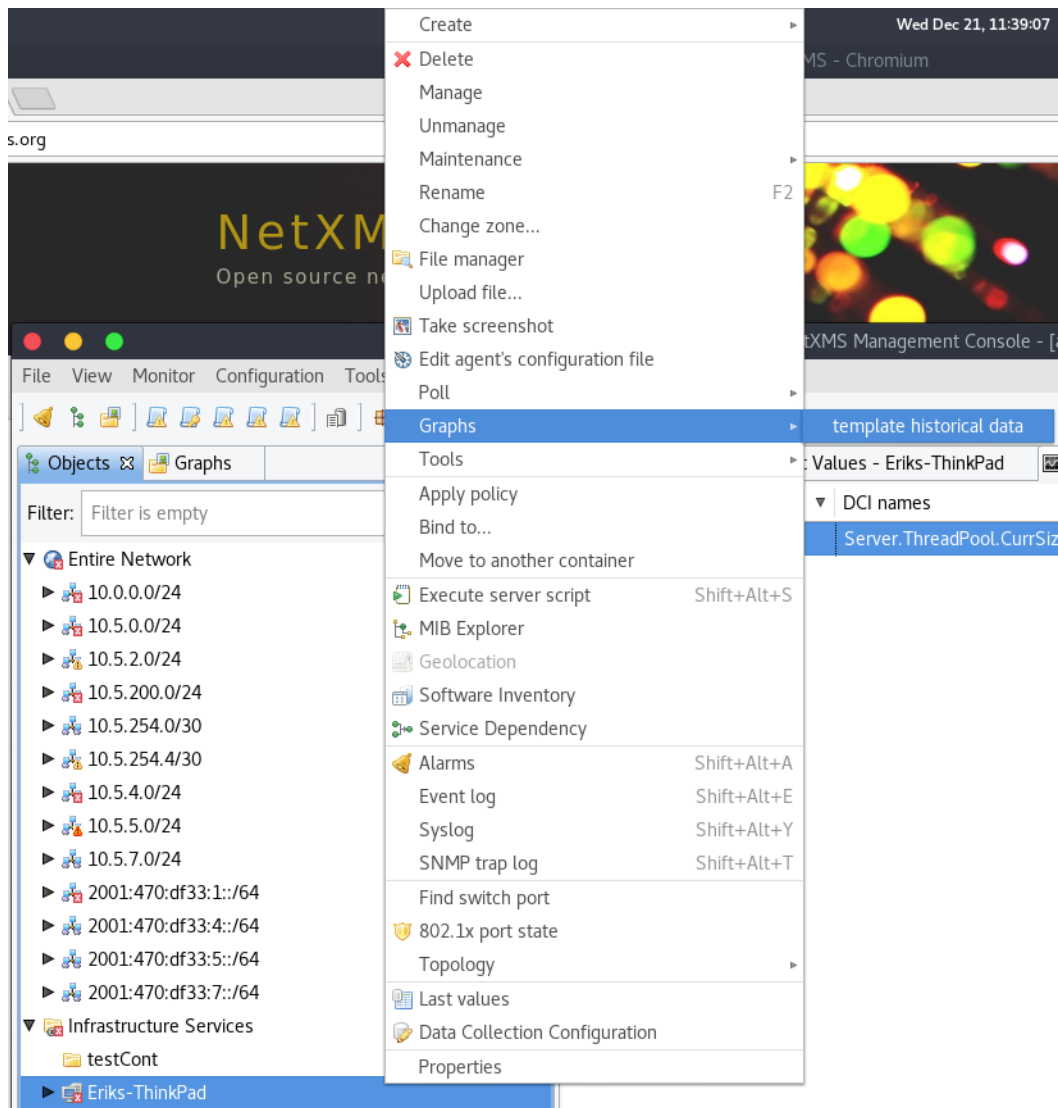 Wed Dec 21, 11:39:07
MS - Chromium
s.org
NetXM
Open source ne
tXMS Management Console - [a
File View Monitor Configuration Tools
Objects Graphs
t Values - Eriks-ThinkPad
Filter: Filter is empty
DCI names
Server.ThreadPool.CurrSiz
Entire Network
10.0.0.0/24
10.5.0.0/24
10.5.2.0/24
10.5.200.0/24
10.5.254.0/30
10.5.254.4/30
10.5.4.0/24
10.5.5.0/24
10.5.7.0/24
2001:470:df33:1::/64
2001:470:df33:4::/64
2001:470:df33:5::/64
2001:470:df33:7::/64
Infrastructure Services
testCont
Eriks-ThinkPad
Create
Delete
Manage
Unmanage
Maintenance
Rename F2
Change zone...
File manager
Upload file...
Take screenshot
Edit agent's configuration file
Poll
Graphs
template historical data
Tools
Apply policy
Bind to...
Move to another container
Execute server script Shift+Alt+S
MIB Explorer
Geolocation
Software Inventory
Service Dependency
Alarms Shift+Alt+A
Event log Shift+Alt+E
Syslog Shift+Alt+Y
SNMP trap log Shift+Alt+T
Find switch port
802.1x port state
Topology
Last values
Data Collection Configuration
Properties